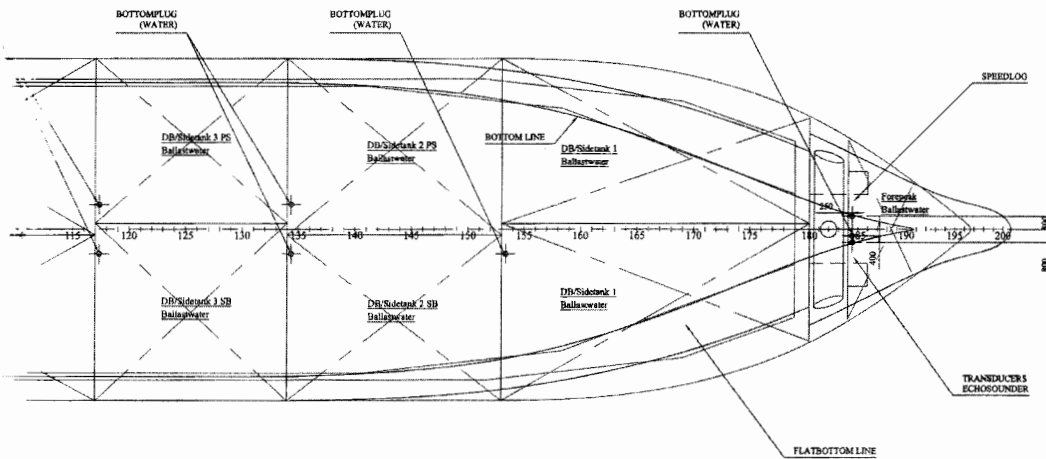 BOTTOMPLUG
(WATER)
BOTTOMPLUG
(WATER)
BOTTOMPLUG
(WATER)
SPEEDLOG
DB/Sidetank 3 PS
Ballastwater
DB/Sidetank 2 PS
Ballastwater
BOTTOM LINE
DB/Sidetank 1
Ballastwater
Forepeak
Ballastwater
250
115 120 125 130 135 140 145 150 155 160 165 170 175 180 185 190 195 200
400
800
DB/Sidetank 3 SB
Ballastwater
DB/Sidetank 2 SB
Ballastwater
DB/Sidetank 1
Ballastwater
TRANSDUCERS
ECHOSOUNDER
FLATBOTTOM LINE